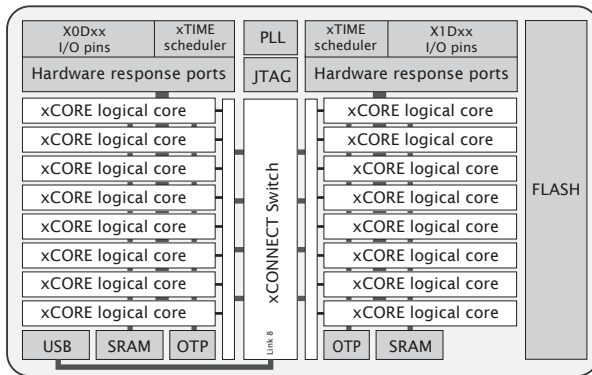 X0Dxx
I/O pins
xTIME
scheduler
PLL
xTIME
scheduler
X1Dxx
I/O pins
Hardware response ports
JTAG
Hardware response ports
xCORE logical core
xCORE logical core
xCORE logical core
xCORE logical core
xCORE logical core
xCORE logical core
xCORE logical core
xCORE logical core
xCONNECT Switch
Link 8
xCORE logical core
xCORE logical core
xCORE logical core
xCORE logical core
xCORE logical core
xCORE logical core
xCORE logical core
xCORE logical core
FLASH
USB
SRAM
OTP
OTP
SRAM